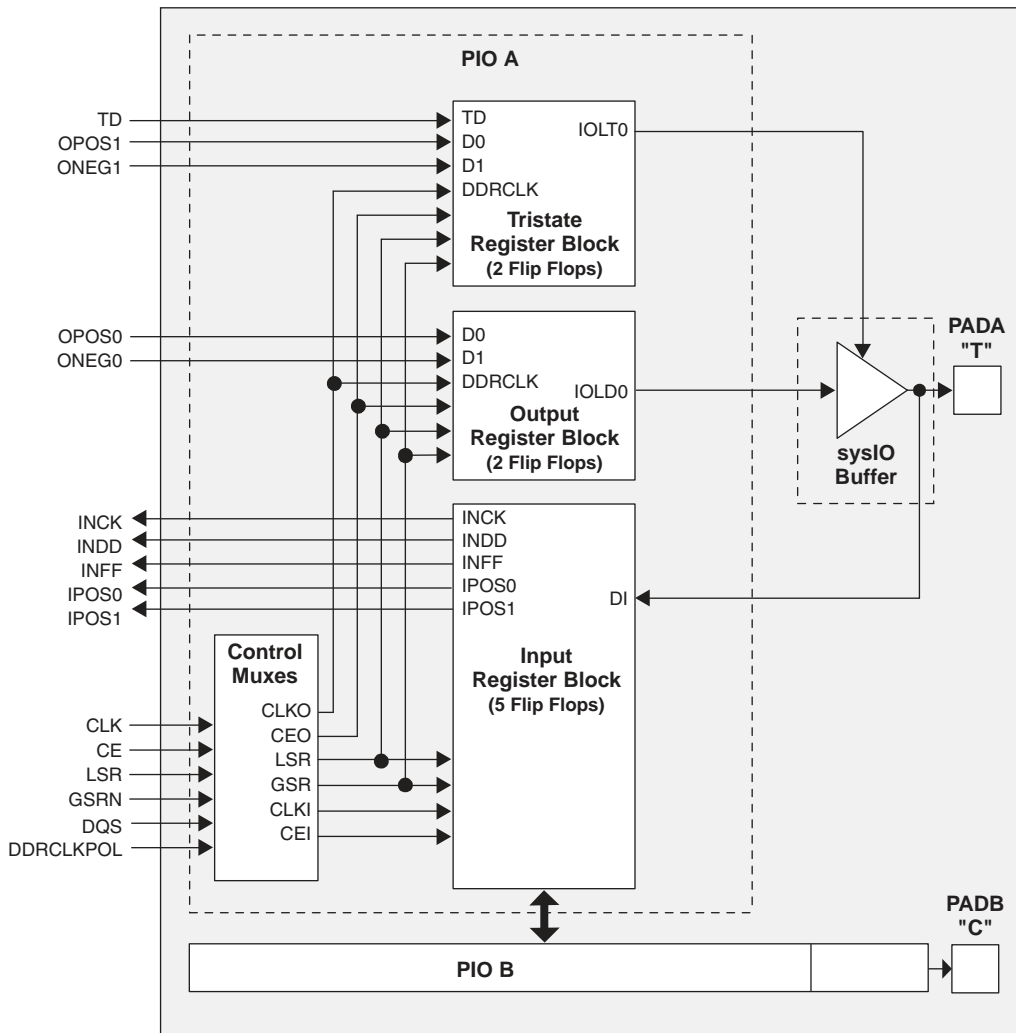 PIO A
TD
OPOS1
ONEG1
TD
D0
D1
DDRCLK
IOLT0
Tristate
Register Block
(2 Flip Flops)
OPOS0
ONEG0
D0
D1
DDRCLK
IOLD0
Output
Register Block
(2 Flip Flops)
PADA
"T"
sysIO
Buffer
INCK
INDD
INFF
IPOS0
IPOS1
INCK
INDD
INFF
IPOS0
IPOS1
DI
Input
Register Block
(5 Flip Flops)
Control
Muxes
CLK
CE
LSR
GSRN
DQS
DDRCLKPOL
CLKO
CEO
LSR
GSR
CLKI
CEI
PIO B
PADB
"C"